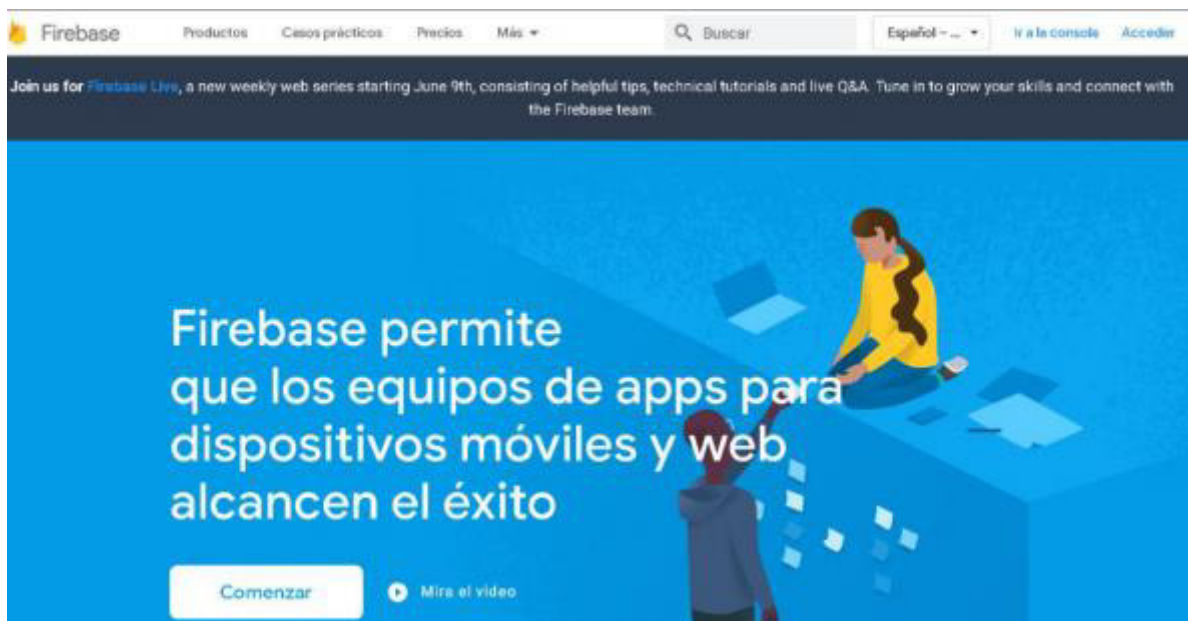 Firebase Productos Casos prácticos Precios Más Buscar Español – ... Ir a la consola Acceder
Join us for Firebase Live, a new weekly web series starting June 9th, consisting of helpful tips, technical tutorials and live Q&A. Tune in to grow your skills and connect with
the Firebase team.
Firebase permite
que los equipos de apps para
dispositivos móviles y web
alcancen el éxito
Comenzar Mira el video